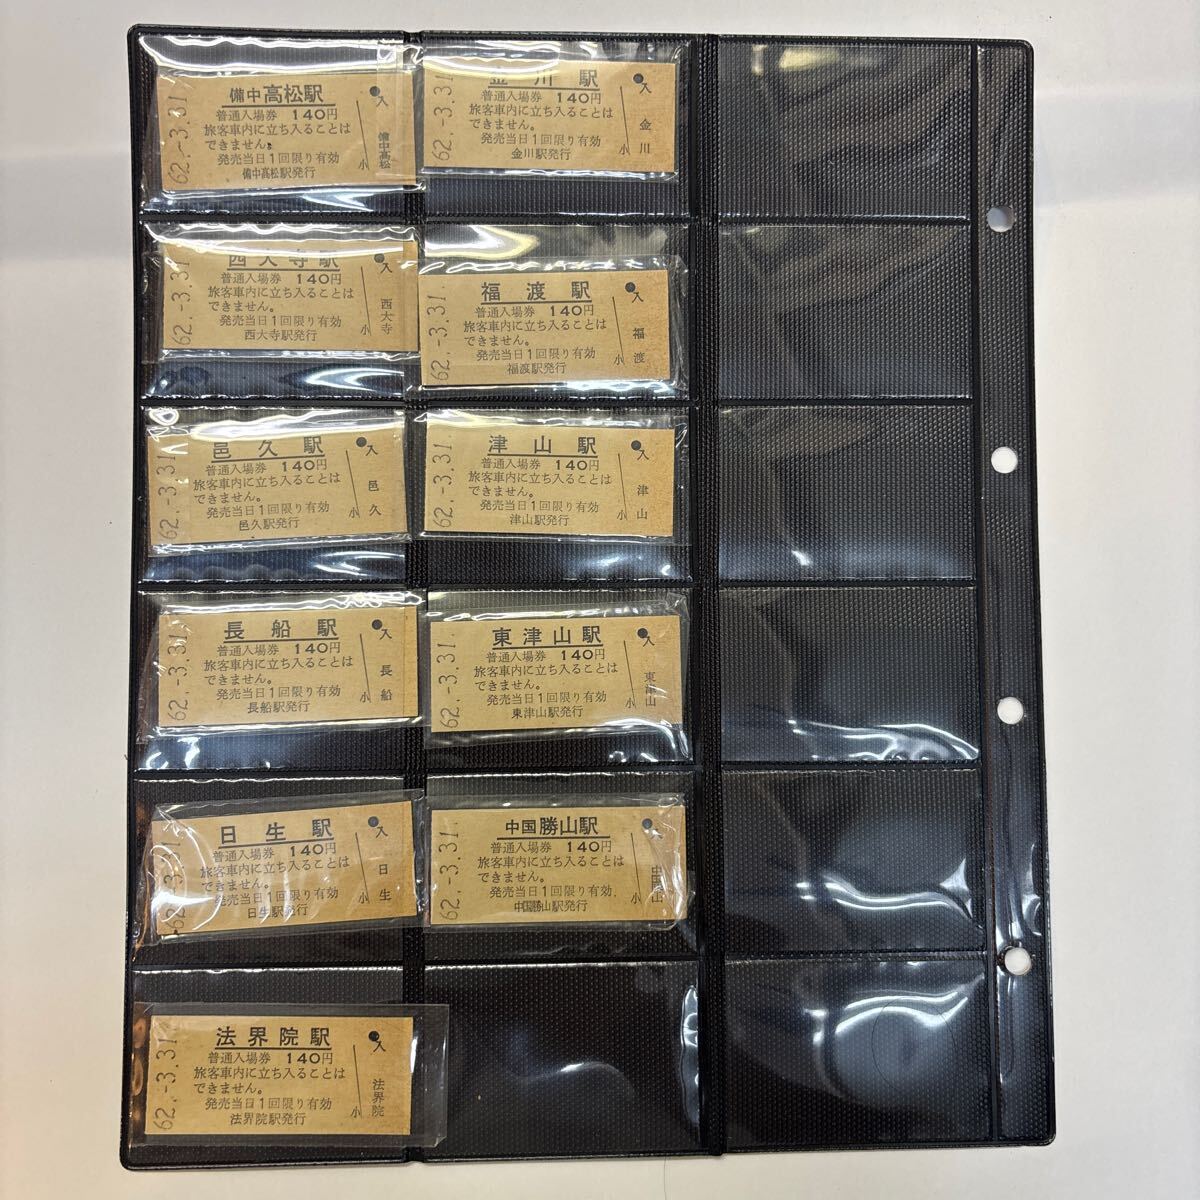 62.-3.31.
備中高松駅
普通入場券 140円
旅客車内に立ち入ることは
できません。
発売当日1回限り有効
備中高松駅発行
入
備中高松
小
62.-3.31
金川駅
普通入場券 140円
旅客車内に立ち入ることは
できません。
発売当日1回限り有効
金川駅発行
入
金川
小
62.-3.31
西大寺駅
普通入場券 140円
旅客車内に立ち入ることは
できません。
発売当日1回限り有効
西大寺駅発行
入
西大寺
小
62.-3.31.
福渡駅
普通入場券 140円
旅客車内に立ち入ることは
できません。
発売当日1回限り有効
福渡駅発行
入
福渡
小
62.-3.31
邑久駅
普通入場券 140円
旅客車内に立ち入ることは
できません。
発売当日1回限り有効
邑久駅発行
入
邑久
小
62.-3.31.
津山駅
普通入場券 140円
旅客車内に立ち入ることは
できません。
発売当日1回限り有効
津山駅発行
入
津山
小
62.-3.31.
長船駅
普通入場券 140円
旅客車内に立ち入ることは
できません。
発売当日1回限り有効
長船駅発行
入
長船
小
62.-3.31.
東津山駅
普通入場券 140円
旅客車内に立ち入ることは
できません。
発売当日1回限り有効
東津山駅発行
入
東津山
小
62.-3.31
日生駅
普通入場券 140円
旅客車内に立ち入ることは
できません。
発売当日1回限り有効
日生駅発行
入
日生
小
62.-3.31.
中国勝山駅
普通入場券 140円
旅客車内に立ち入ることは
できません。
発売当日1回限り有効
中国勝山駅発行
入
小
62.-3.31
法界院駅
普通入場券 140円
旅客車内に立ち入ることは
できません。
発売当日1回限り有効
法界院駅発行
入
法界院
小